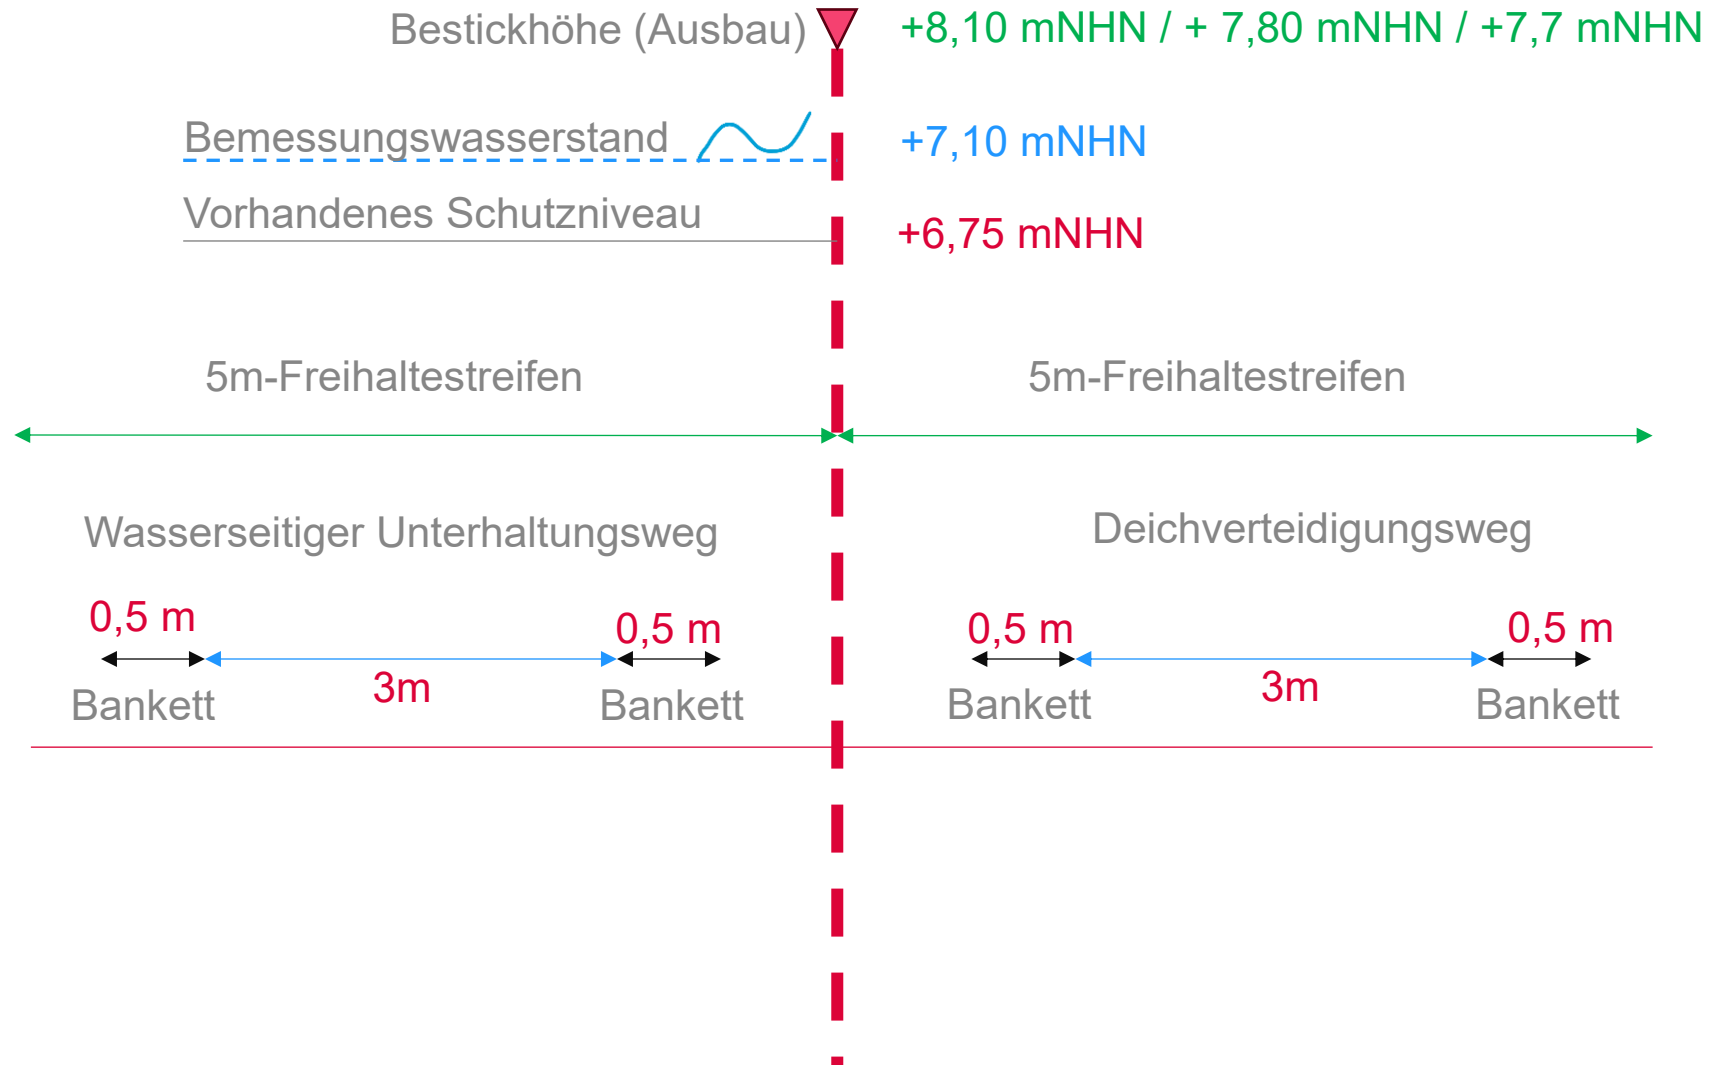 Bestickhöhe (Ausbau) +8,10 mNHN / + 7,80 mNHN / +7,7 mNHN
Bemessungswasserstand +7,10 mNHN
Vorhandenes Schutzniveau +6,75 mNHN
5m-Freihaltestreifen 5m-Freihaltestreifen
Wasserseitiger Unterhaltungsweg Deichverteidigungsweg
0,5 m 0,5 m 0,5 m 0,5 m
3m 3m
Bankett Bankett Bankett Bankett